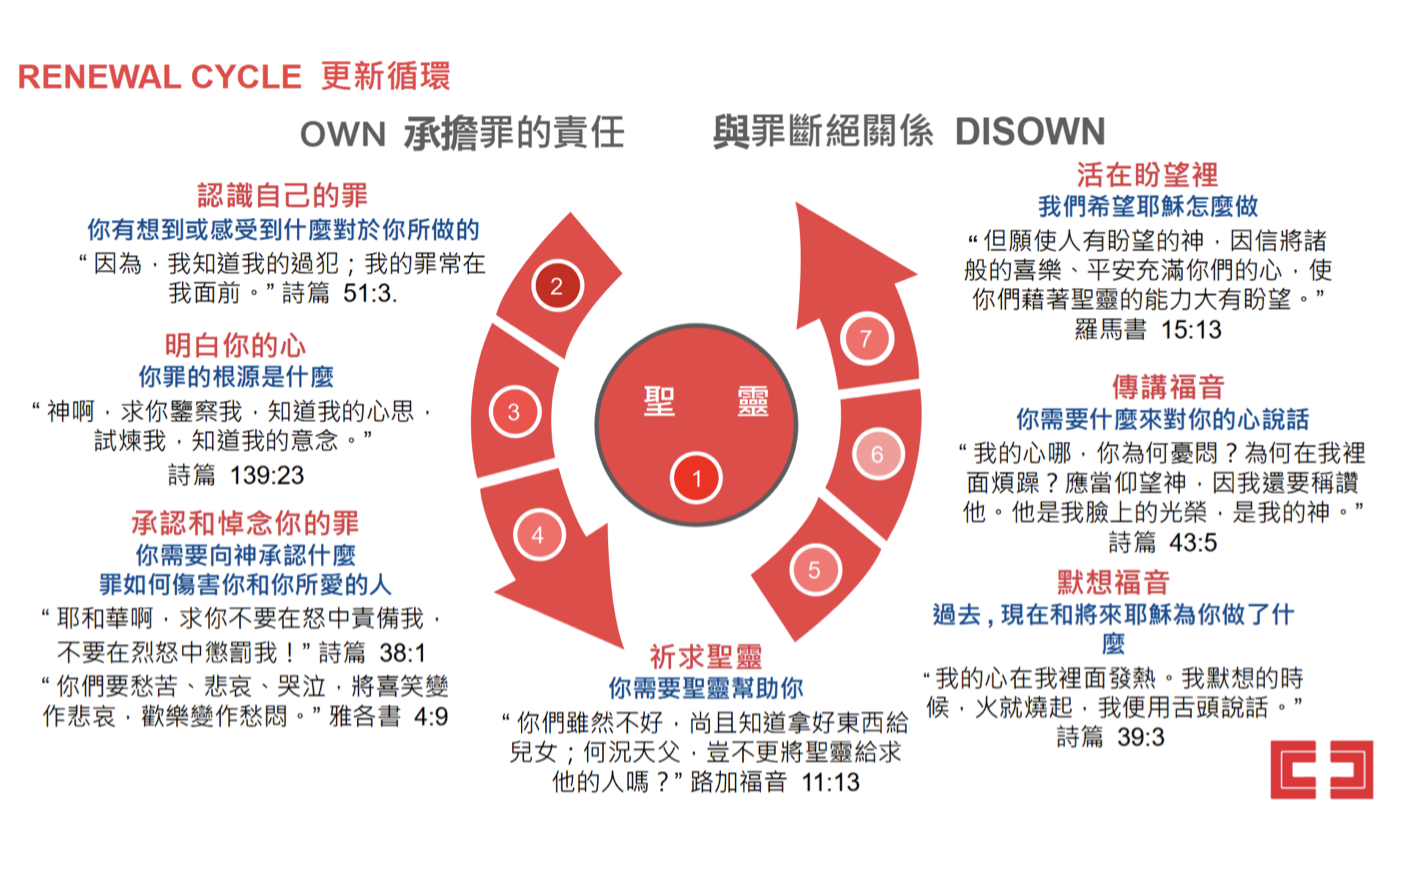 RENEWAL CYCLE 更新循環
OWN 承擔罪的責任
與罪斷絕關係 DISOWN
認識自己的罪
你有想到或感受到什麼對於你所做的
“ 因為，我知道我的過犯；我的罪常在
我面前。” 詩篇 51:3.
明白你的心
你罪的根源是什麼
“ 神啊，求你鑒察我，知道我的心思，
試煉我，知道我的意念。”
詩篇 139:23
承認和悼念你的罪
你需要向神承認什麼
罪如何傷害你和你所愛的人
“ 耶和華啊，求你不要在怒中責備我，
不要在烈怒中懲罰我！” 詩篇 38:1
“ 你們要愁苦、悲哀、哭泣，將喜笑變
作悲哀，歡樂變作愁悶。” 雅各書 4:9
2
3
4
聖 靈
1
7
6
5
祈求聖靈
你需要聖靈幫助你
“ 你們雖然不好，尚且知道拿好東西給
兒女；何況天父，豈不更將聖靈給求
他的人嗎？” 路加福音 11:13
活在盼望裡
我們希望耶穌怎麼做
“ 但願使人有盼望的神，因信將諸
般的喜樂、平安充滿你們的心，使
你們藉著聖靈的能力大有盼望。”
羅馬書 15:13
傳講福音
你需要什麼來對你的心說話
“ 我的心哪，你為何憂悶？為何在我裡
面煩躁？應當仰望神，因我還要稱讚
他。他是我臉上的光榮，是我的神。”
詩篇 43:5
默想福音
過去 , 現在和將來耶穌為你做了什
麼
“ 我的心在我裡面發熱。我默想的時
候，火就燒起，我便用舌頭說話。”
詩篇 39:3